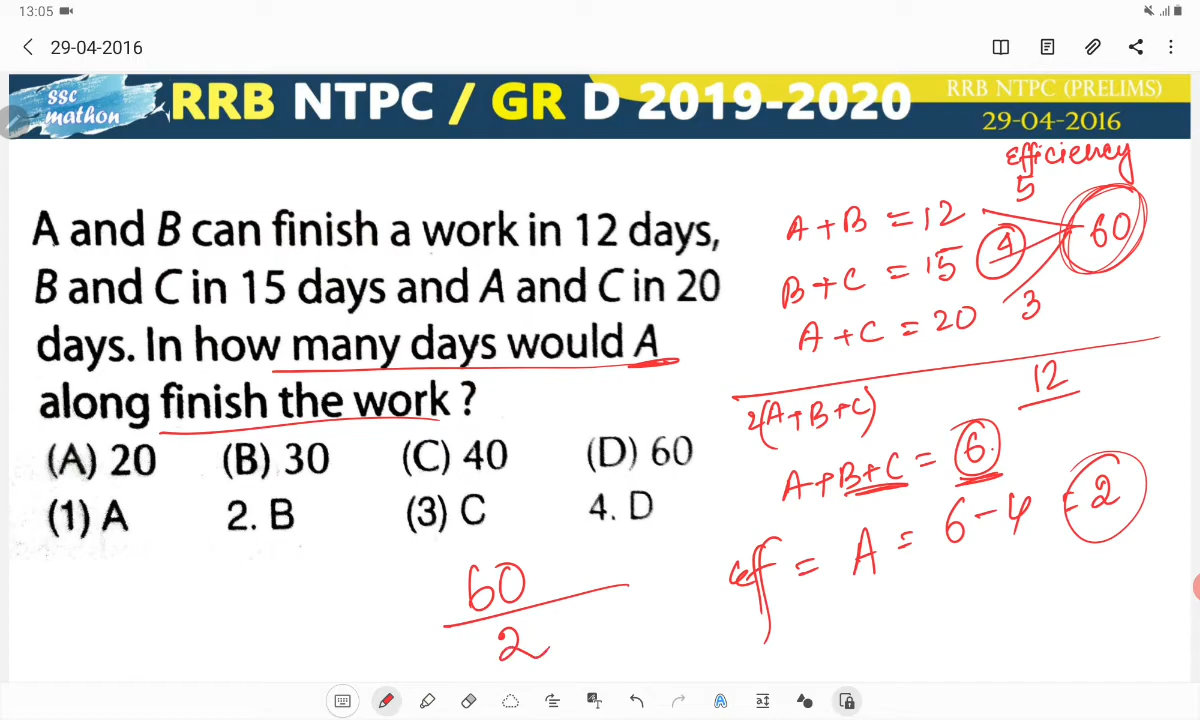 13:05
29-04-2016
ssc
mathon
RRB NTPC / GR D 2019-2020
RRB NTPC (PRELIMS)
29-04-2016
A and B can finish a work in 12 days,
B and C in 15 days and A and C in 20
days. In how many days would A
along finish the work ?
(A) 20 (B) 30 (C) 40 (D) 60
(1) A 2. B (3) C 4. D
Efficiency
5
A+B = 12
60
B+C = 15 4
A+C = 20 3
12
2(A+B+C)
A+B+C = 6
eff = A = 6-4 = 2
60
2